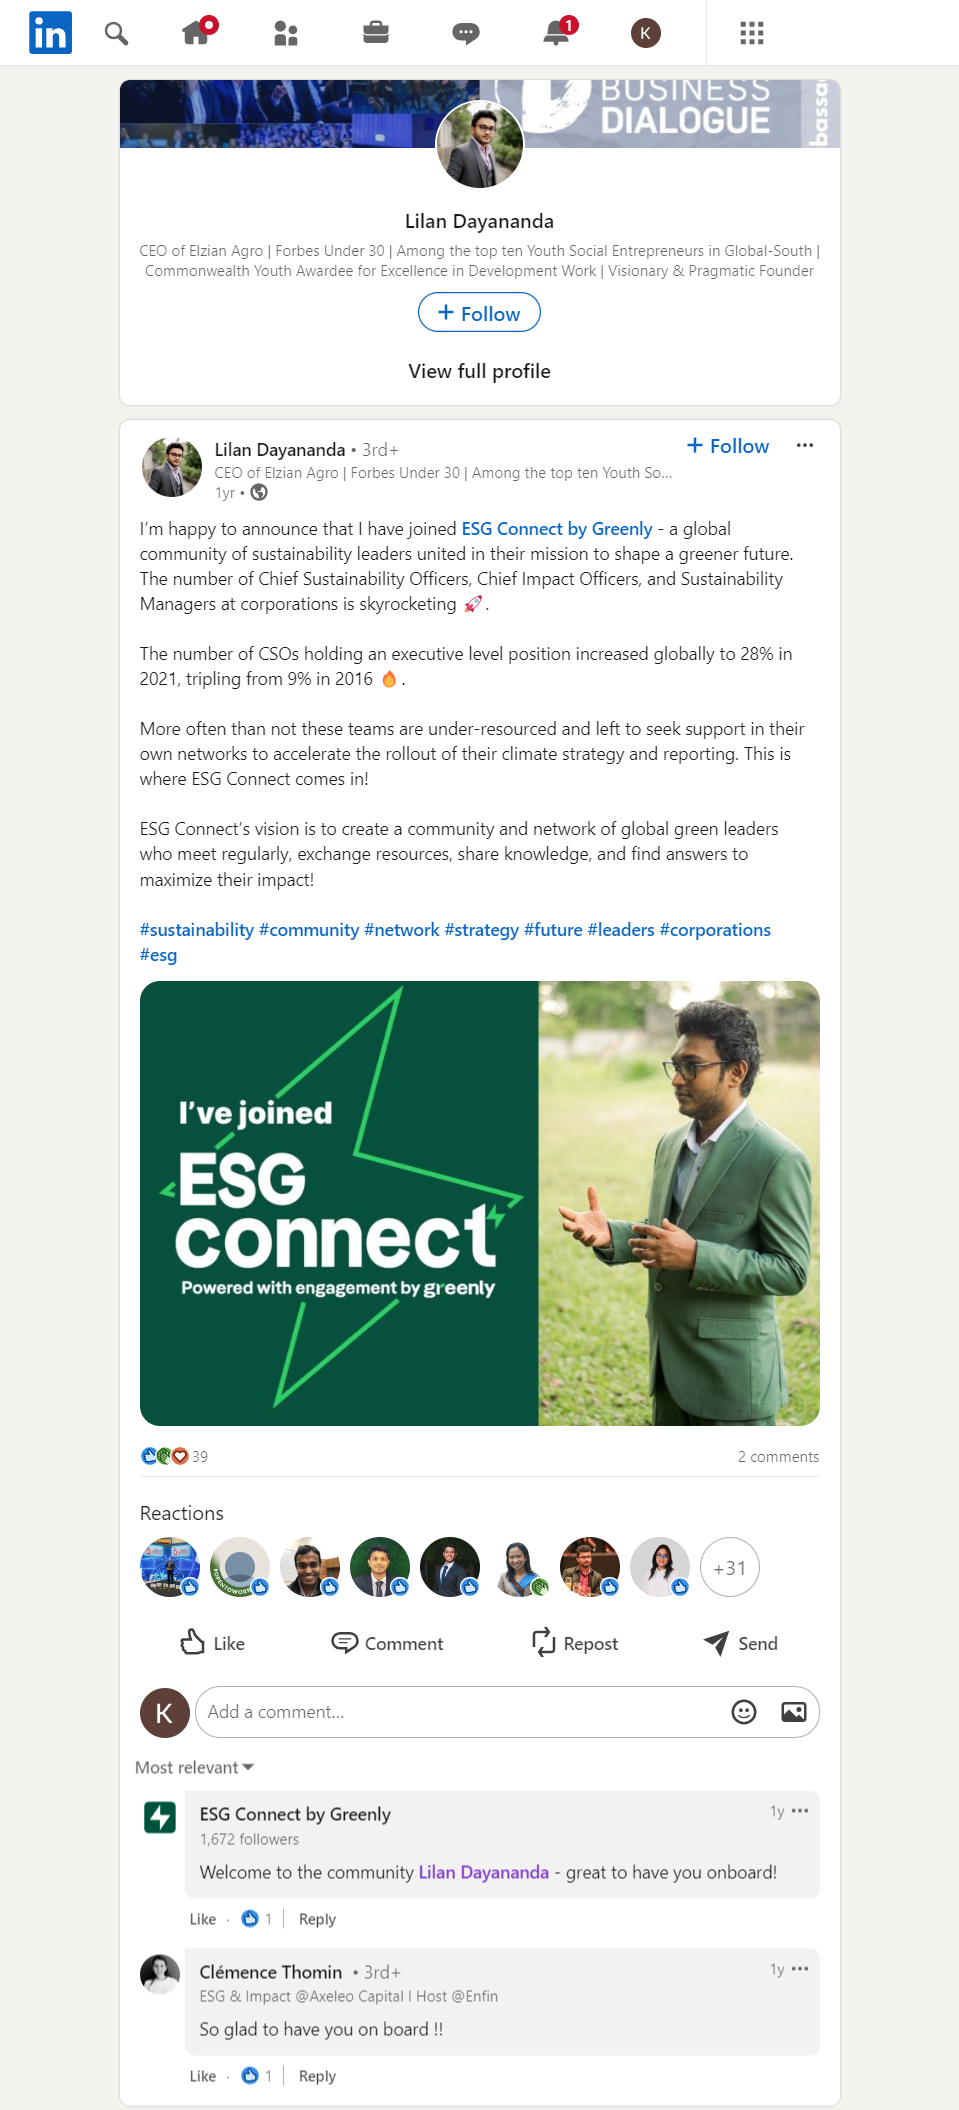 in
1
K
BUSINESS
DIALOGUE
bassa
Lilan Dayananda
CEO of Elzian Agro | Forbes Under 30 | Among the top ten Youth Social Entrepreneurs in Global-South |
Commonwealth Youth Awardee for Excellence in Development Work | Visionary & Pragmatic Founder
+ Follow
View full profile
Lilan Dayananda • 3rd+
+ Follow
CEO of Elzian Agro | Forbes Under 30 | Among the top ten Youth So...
1yr •
I'm happy to announce that I have joined ESG Connect by Greenly - a global
community of sustainability leaders united in their mission to shape a greener future.
The number of Chief Sustainability Officers, Chief Impact Officers, and Sustainability
Managers at corporations is skyrocketing 🚀.
The number of CSOs holding an executive level position increased globally to 28% in
2021, tripling from 9% in 2016 🔥.
More often than not these teams are under-resourced and left to seek support in their
own networks to accelerate the rollout of their climate strategy and reporting. This is
where ESG Connect comes in!
ESG Connect's vision is to create a community and network of global green leaders
who meet regularly, exchange resources, share knowledge, and find answers to
maximize their impact!
#sustainability #community #network #strategy #future #leaders #corporations
#esg
I've joined
ESG
connect
Powered with engagement by greenly
39
2 comments
Reactions
#OPENTOWORK
+31
Like
Comment
Repost
Send
K
Add a comment...
Most relevant
ESG Connect by Greenly
1y
1,672 followers
Welcome to the community Lilan Dayananda - great to have you onboard!
Like · 1 | Reply
Clémence Thomin • 3rd+
1y
ESG & Impact @Axeleo Capital I Host @Enfin
So glad to have you on board !!
Like · 1 | Reply